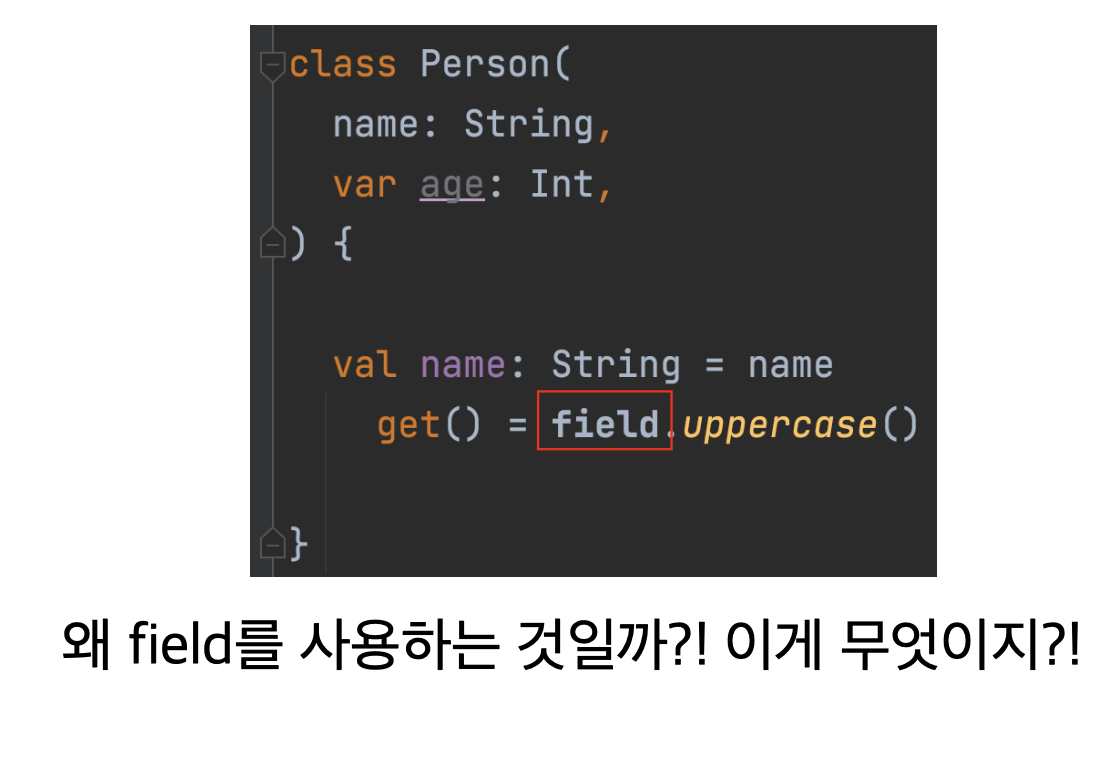 class Person(
name: String,
var age: Int,
) {
val name: String = name
get() = field.uppercase()
}
왜 field를 사용하는 것일까?! 이게 무엇이지?!